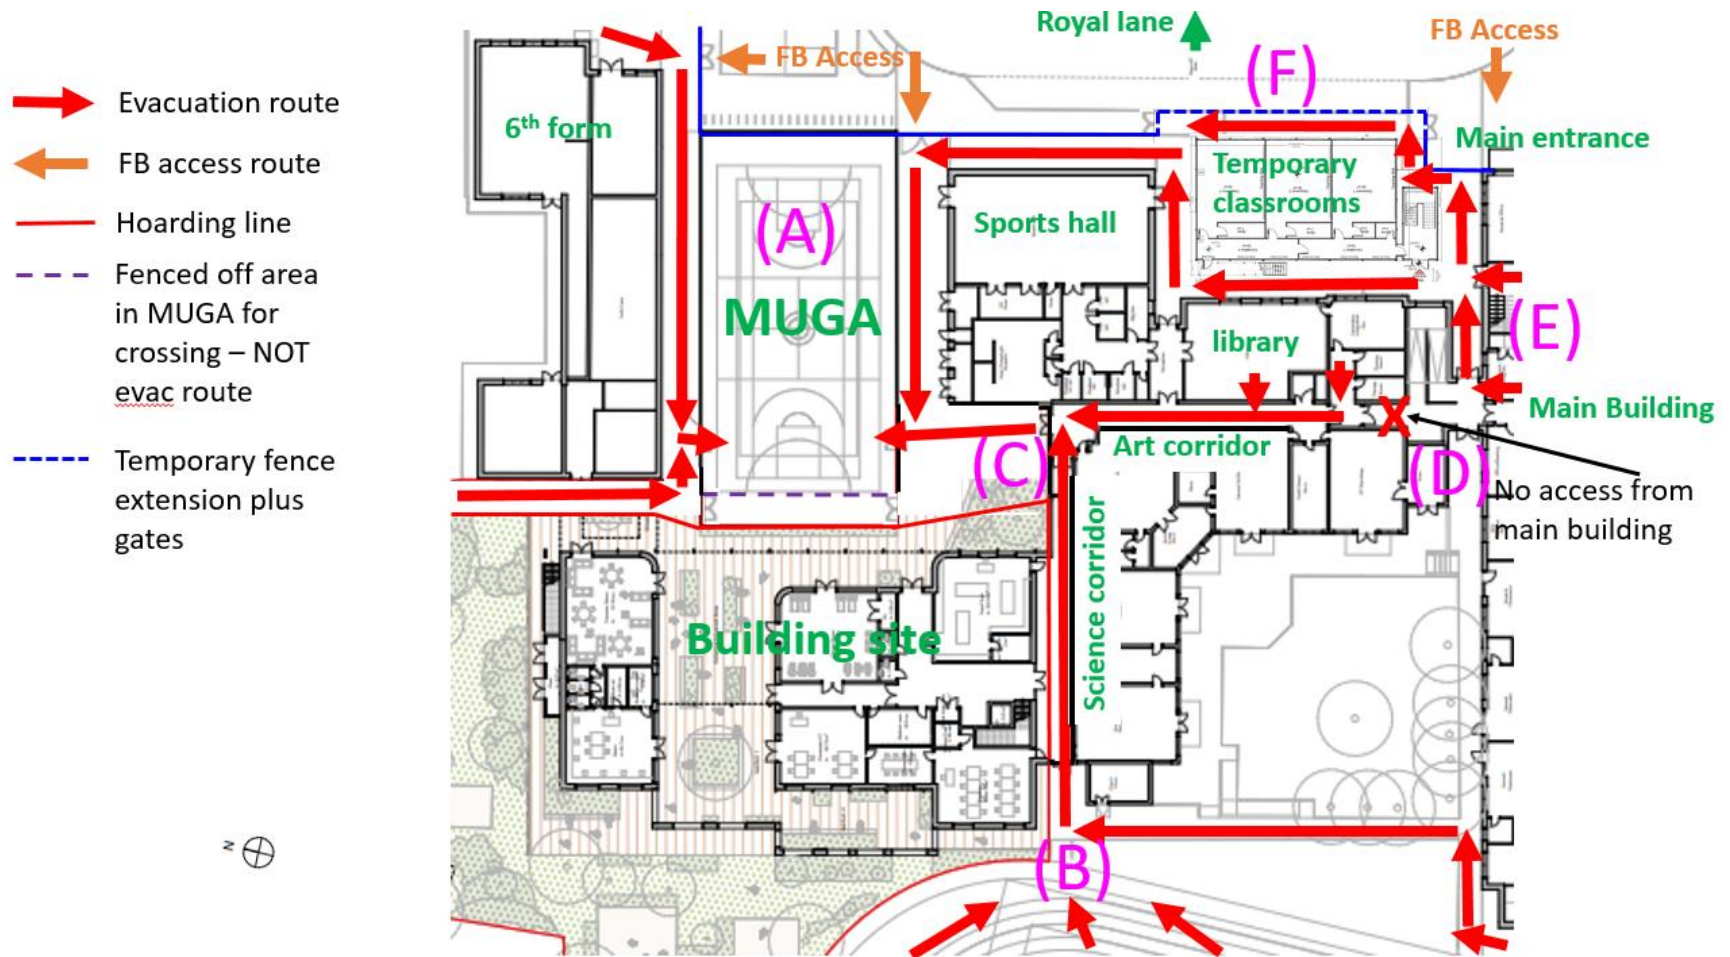 Evacuation route
FB access route
Hoarding line
Fenced off area
in MUGA for
crossing – NOT
evac route
Temporary fence
extension plus
gates
N
Royal lane
FB Access
FB Access
(F)
6th form
Main entrance
Temporary
classrooms
(A)
Sports hall
MUGA
(E)
library
Main Building
Art corridor
(C)
(D)
No access from
main building
X
Science corridor
Building site
(B)